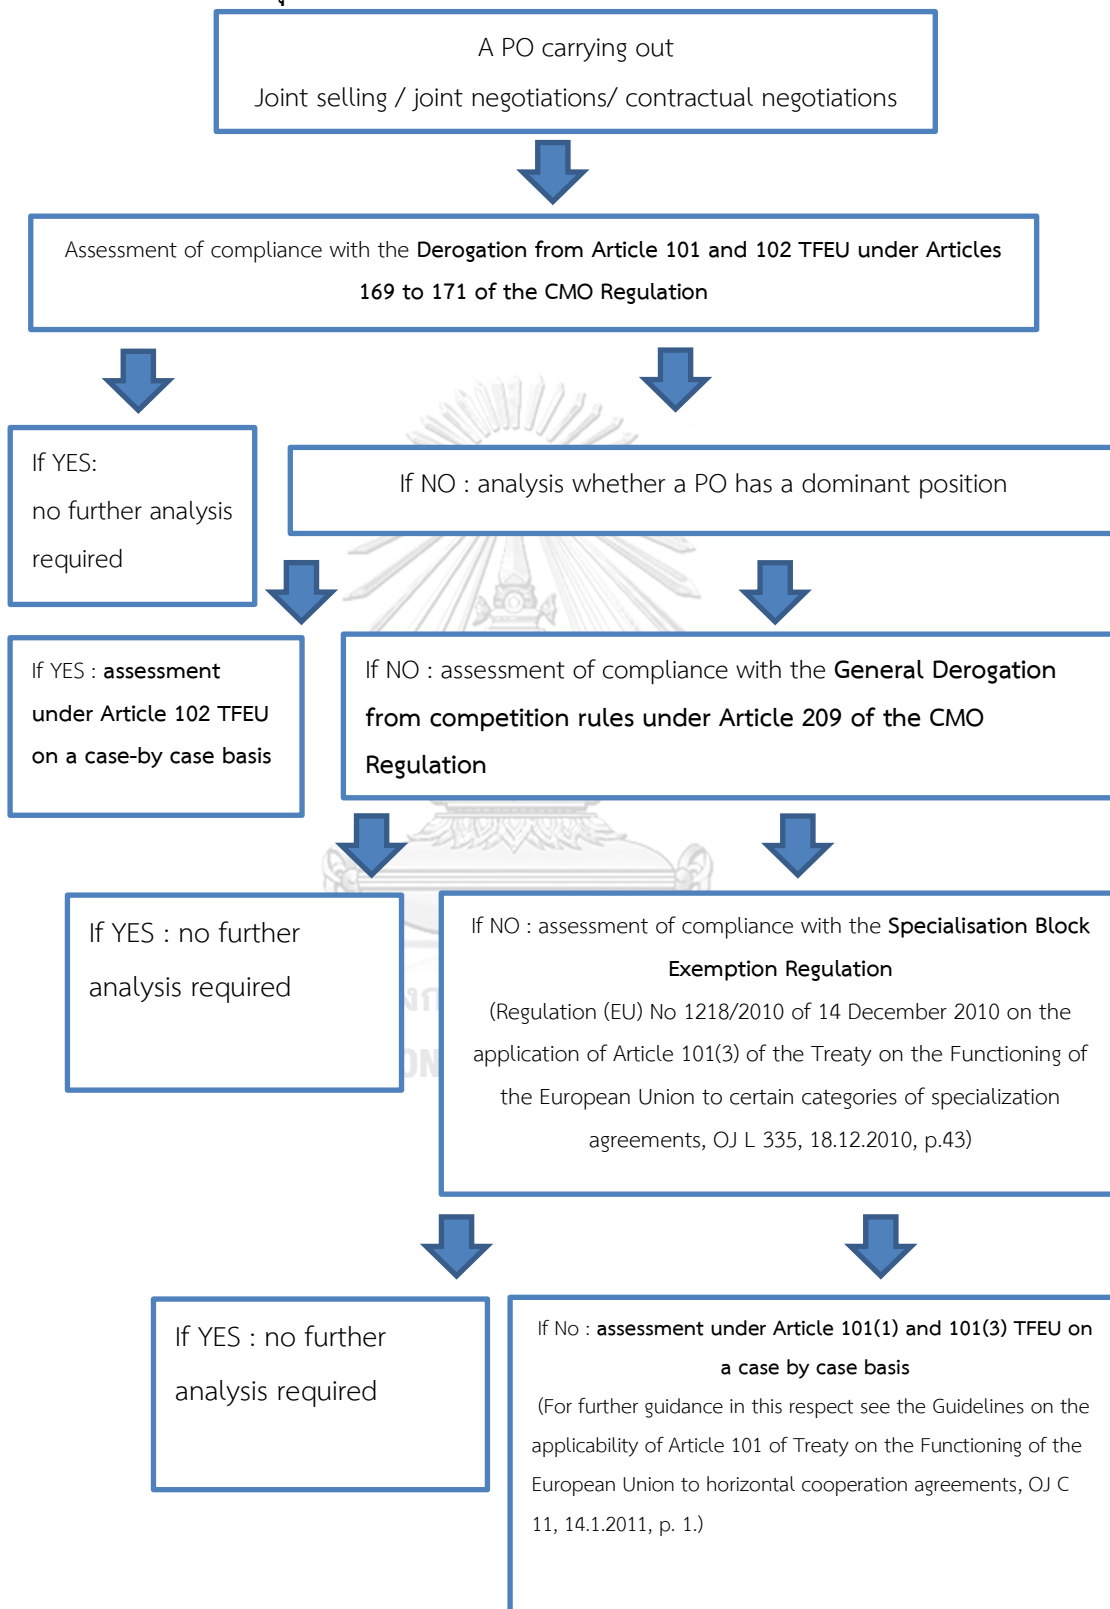 A PO carrying out
Joint selling / joint negotiations/ contractual negotiations
Assessment of compliance with the Derogation from Article 101 and 102 TFEU under Articles
169 to 171 of the CMO Regulation
If YES:
no further analysis
required
If NO : analysis whether a PO has a dominant position
If YES : assessment
under Article 102 TFEU
on a case-by case basis
If NO : assessment of compliance with the General Derogation
from competition rules under Article 209 of the CMO
Regulation
If YES : no further
analysis required
If NO : assessment of compliance with the Specialisation Block
Exemption Regulation
(Regulation (EU) No 1218/2010 of 14 December 2010 on the
application of Article 101(3) of the Treaty on the Functioning of
the European Union to certain categories of specialization
agreements, OJ L 335, 18.12.2010, p.43)
If YES : no further
analysis required
If No : assessment under Article 101(1) and 101(3) TFEU on
a case by case basis
(For further guidance in this respect see the Guidelines on the
applicability of Article 101 of Treaty on the Functioning of the
European Union to horizontal cooperation agreements, OJ C
11, 14.1.2011, p. 1.)